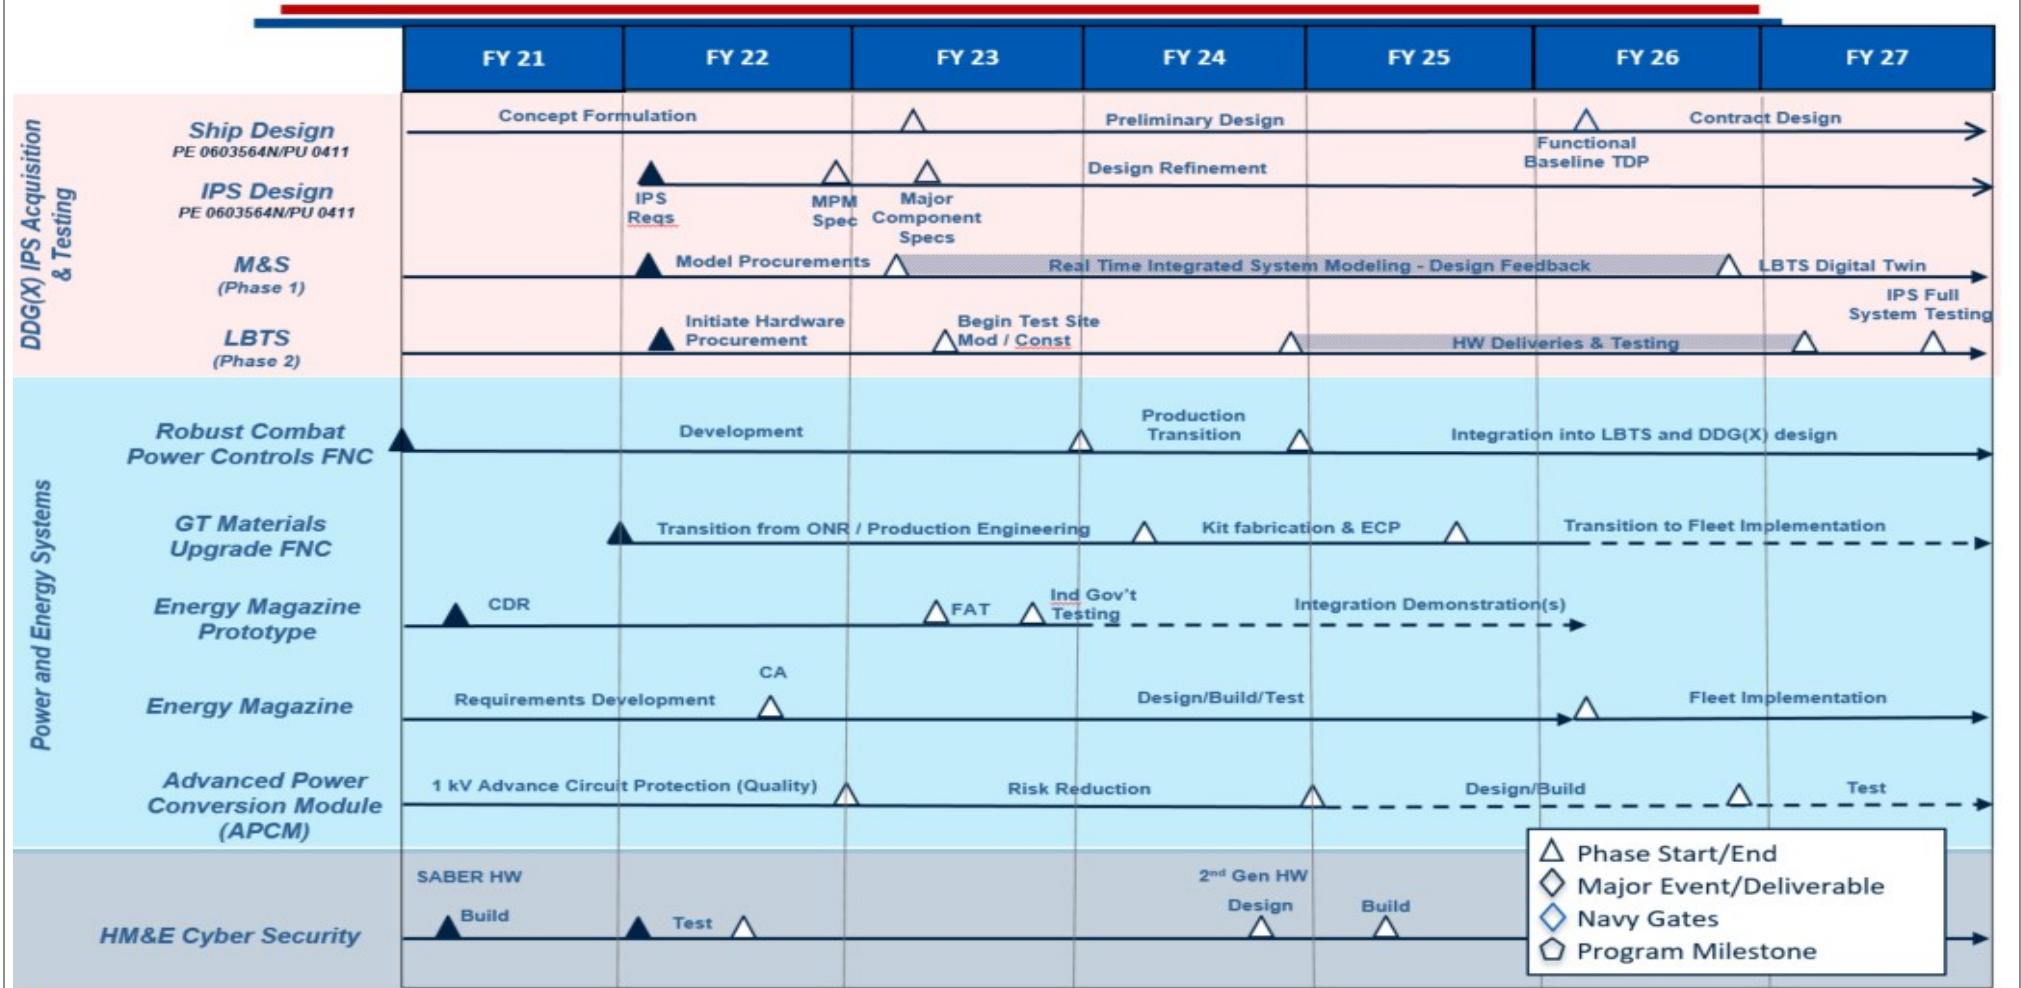 FY 21
FY 22
FY 23
FY 24
FY 25
FY 26
FY 27
DDG(X) IPS Acquisition
& Testing
Ship Design
PE 0603564N/PU 0411
Concept Formulation
Preliminary Design
Functional
Baseline TDP
Contract Design
IPS Design
PE 0603564N/PU 0411
IPS
Reqs
MPM
Spec
Major
Component
Specs
Design Refinement
M&S
(Phase 1)
Model Procurements
Real Time Integrated System Modeling - Design Feedback
LBTS Digital Twin
LBTS
(Phase 2)
Initiate Hardware
Procurement
Begin Test Site
Mod / Const
HW Deliveries & Testing
IPS Full
System Testing
Power and Energy Systems
Robust Combat
Power Controls FNC
Development
Production
Transition
Integration into LBTS and DDG(X) design
GT Materials
Upgrade FNC
Transition from ONR / Production Engineering
Kit fabrication & ECP
Transition to Fleet Implementation
Energy Magazine
Prototype
CDR
FAT
Ind Gov't
Testing
Integration Demonstration(s)
Energy Magazine
Requirements Development
CA
Design/Build/Test
Fleet Implementation
Advanced Power
Conversion Module
(APCM)
1 kV Advance Circuit Protection (Quality)
Risk Reduction
Design/Build
Test
HM&E Cyber Security
SABER HW
Build
Test
2nd Gen HW
Design
Build
Phase Start/End
Major Event/Deliverable
Navy Gates
Program Milestone